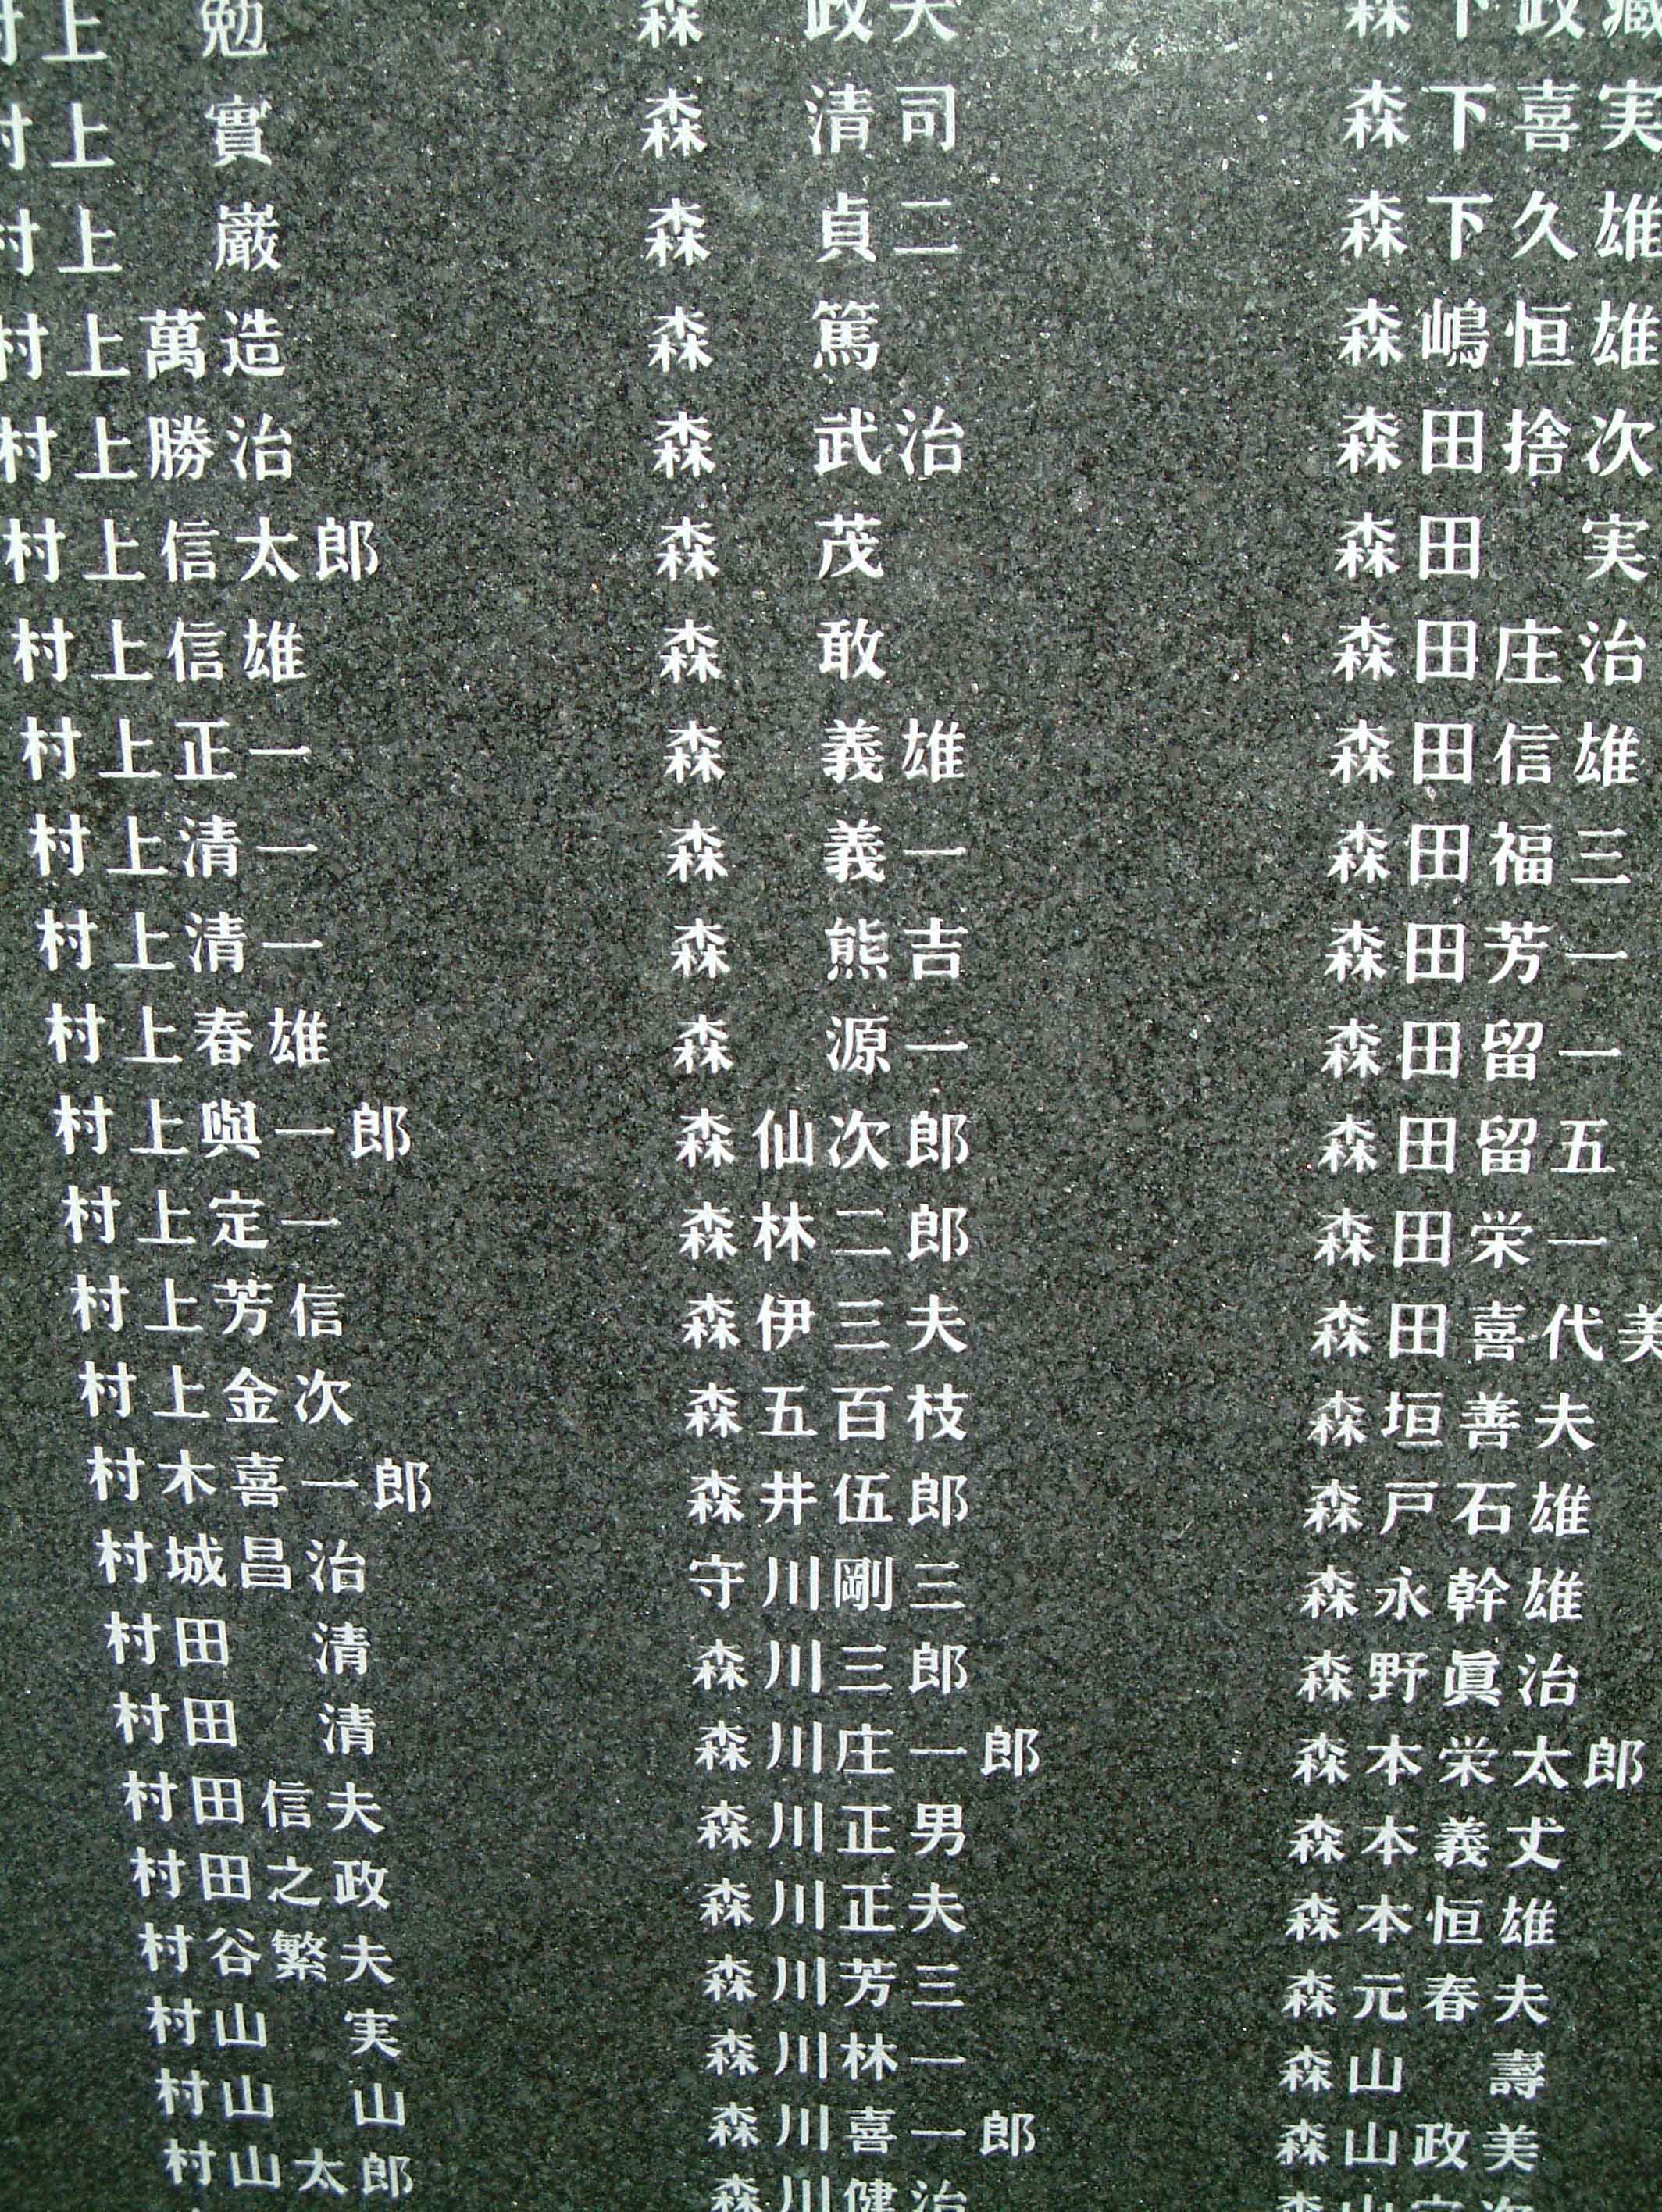 村上 勉
村上 實
村上 巖
村上萬造
村上勝治
村上信太郎
村上信雄
村上正一
村上清一
村上清一
村上春雄
村上與一郎
村上定一
村上芳信
村上金次
村木喜一郎
村城昌治
村田 清
村田 清
村田信夫
村田之政
村谷繁夫
村山 実
村山 山
村山太郎
森 政夫
森 清司
森 貞二
森 篤
森 武治
森 茂
森 敢
森 義雄
森 義一
森 熊吉
森 源一
森仙次郎
森林二郎
森伊三夫
森五百枝
森井伍郎
守川剛三
森川三郎
森川庄一郎
森川正男
森川正夫
森川芳三
森川林一
森川喜一郎
森川健治
森下政蔵
森下喜実
森下久雄
森嶋恒雄
森田捨次
森田 実
森田庄治
森田信雄
森田福三
森田芳一
森田留一
森田留五
森田栄一
森田喜代美
森垣善夫
森戸石雄
森永幹雄
森野眞治
森本栄太郎
森本義丈
森本恒雄
森元春夫
森山 壽
森山政美
森山